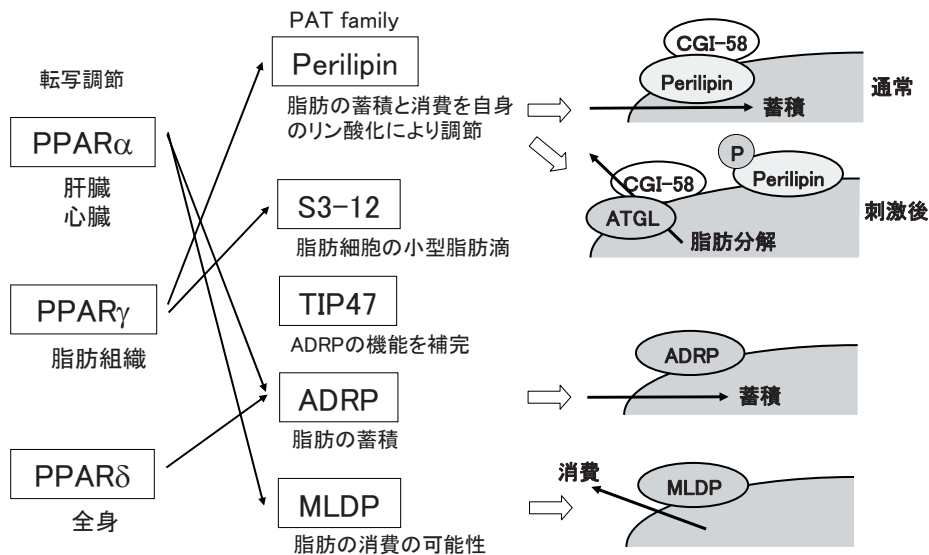 転写調節
PPARα
肝臓
心臓
PPARγ
脂肪組織
PPARδ
全身
PAT family
Perilipin
脂肪の蓄積と消費を自身
のリン酸化により調節
S3-12
脂肪細胞の小型脂肪滴
TIP47
ADRPの機能を補完
ADRP
脂肪の蓄積
MLDP
脂肪の消費の可能性
CGI-58
Perilipin
蓄積
通常
P
Perilipin
CGI-58
ATGL
脂肪分解
刺激後
ADRP
蓄積
消費
MLDP